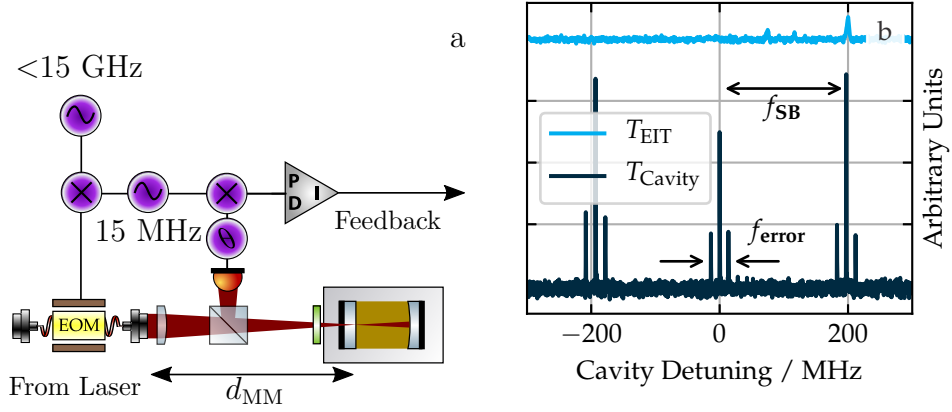 a
<15 GHz
15 MHz
P
I
D
Feedback
EOM
From Laser
d_MM
b
f_SB
T_EIT
T_Cavity
f_error
Arbitrary Units
−200
0
200
Cavity Detuning / MHz